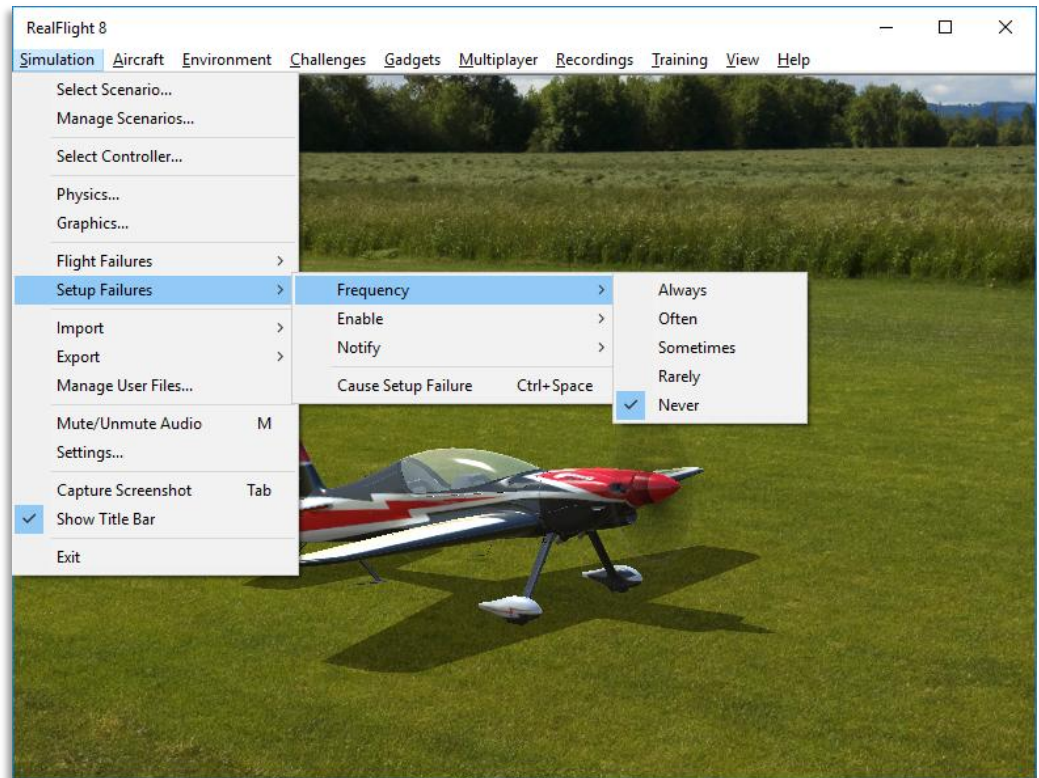 RealFlight 8
Simulation Aircraft Environment Challenges Gadgets Multiplayer Recordings Training View Help
Select Scenario...
Manage Scenarios...
Select Controller...
Physics...
Graphics...
Flight Failures
Setup Failures
Import
Export
Manage User Files...
Mute/Unmute Audio M
Settings...
Capture Screenshot Tab
Show Title Bar
Exit
Frequency
Enable
Notify
Cause Setup Failure Ctrl+Space
Always
Often
Sometimes
Rarely
Never